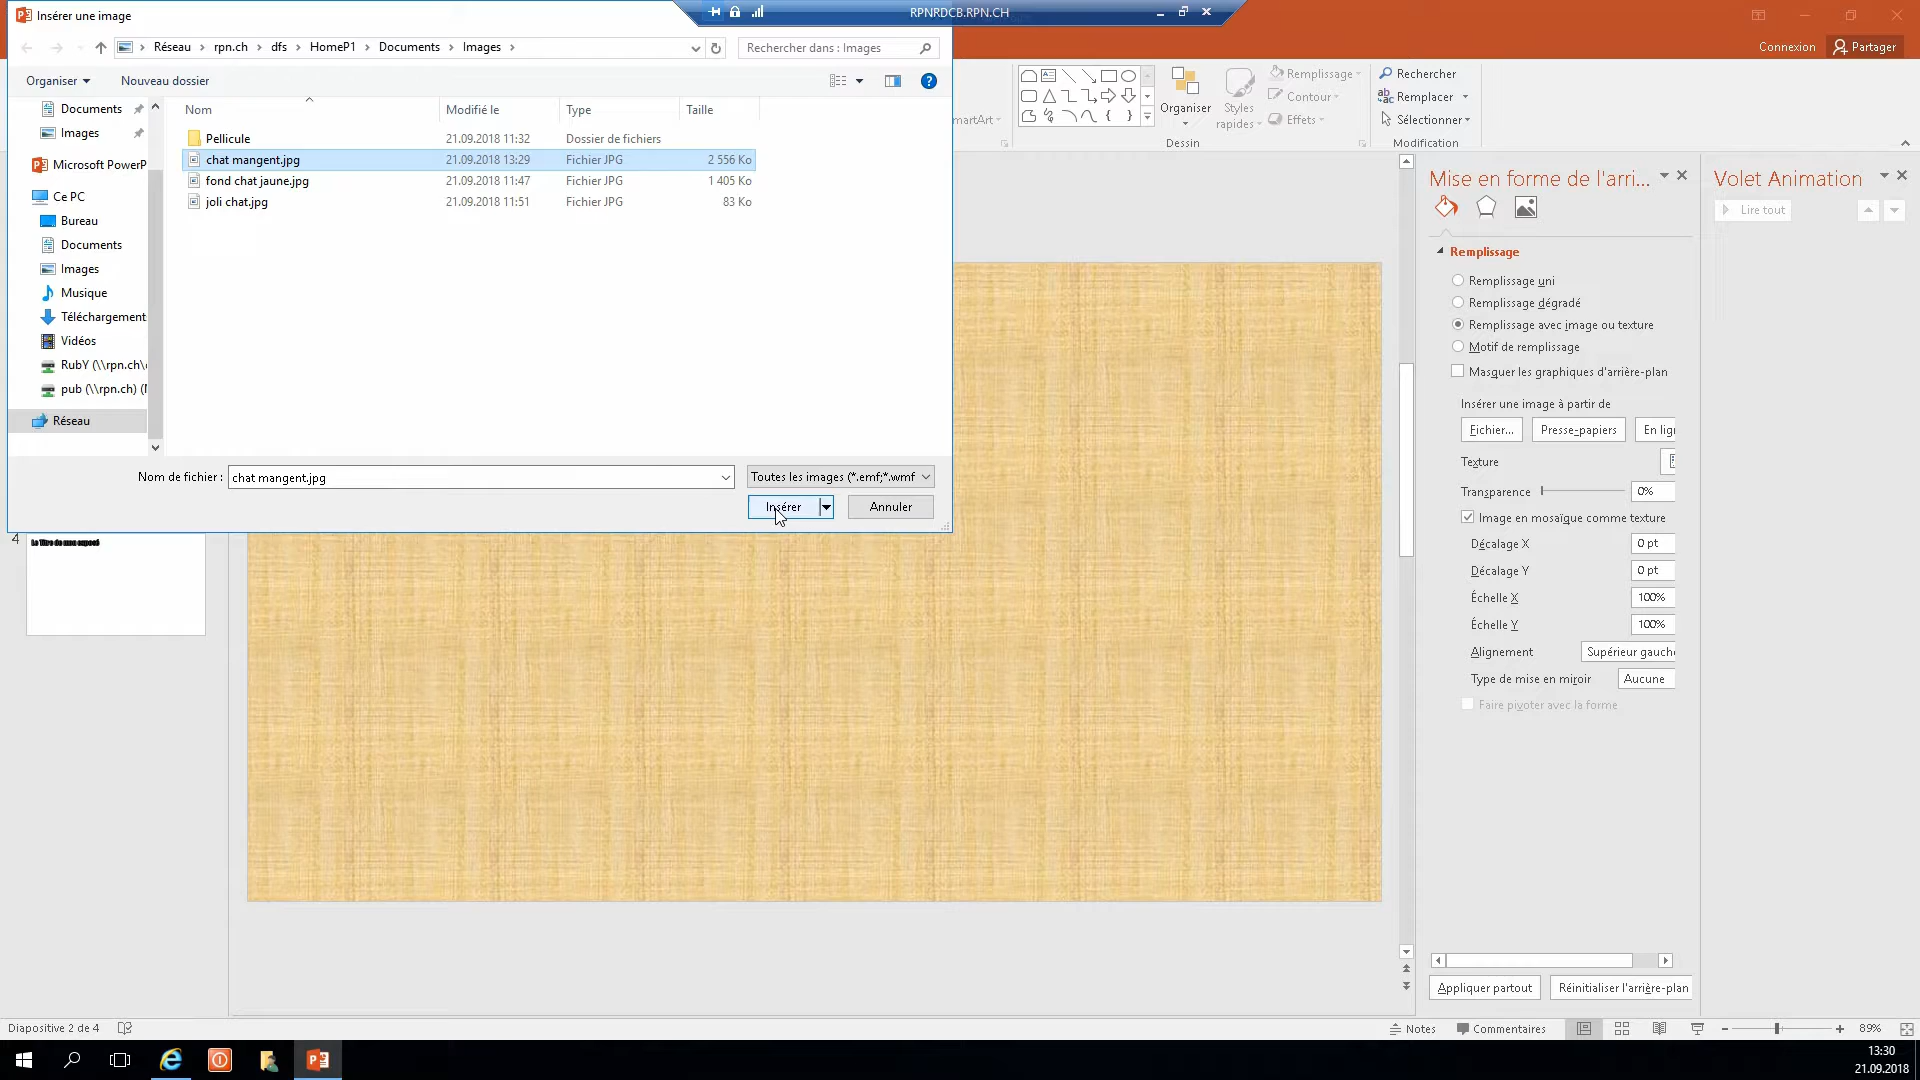 Insérer une image
RPNRDCB.RPN.CH
Connexion
Partager
Réseau
rpn.ch
dfs
HomeP1
Documents
Images
Rechercher dans : Images
Organiser
Nouveau dossier
Nom
Modifié le
Type
Taille
Pellicule
21.09.2018 11:32
Dossier de fichiers
chat mangent.jpg
21.09.2018 13:29
Fichier JPG
2 556 Ko
fond chat jaune.jpg
21.09.2018 11:47
Fichier JPG
1 405 Ko
joli chat.jpg
21.09.2018 11:51
Fichier JPG
83 Ko
Documents
Images
Microsoft PowerP
Ce PC
Bureau
Documents
Images
Musique
Téléchargement
Vidéos
RubY (\\rpn.ch\
pub (\\rpn.ch) (
Réseau
Nom de fichier :
chat mangent.jpg
Toutes les images (*.emf;*.wmf
Insérer
Annuler
martArt
Organiser
Styles
rapides
Remplissage
Contour
Effets
Dessin
Rechercher
Remplacer
Sélectionner
Modification
Mise en forme de l'arri...
Remplissage
Remplissage uni
Remplissage dégradé
Remplissage avec image ou texture
Motif de remplissage
Masquer les graphiques d'arrière-plan
Insérer une image à partir de
Fichier...
Presse-papiers
En lig
Texture
Transparence
0%
Image en mosaïque comme texture
Décalage X
0 pt
Décalage Y
0 pt
Échelle X
100%
Échelle Y
100%
Alignement
Supérieur gauche
Type de mise en miroir
Aucune
Faire pivoter avec la forme
Appliquer partout
Réinitialiser l'arrière-plan
Volet Animation
Lire tout
4
Le Titre de mon exposé
Diapositive 2 de 4
Notes
Commentaires
89%
13:30
21.09.2018